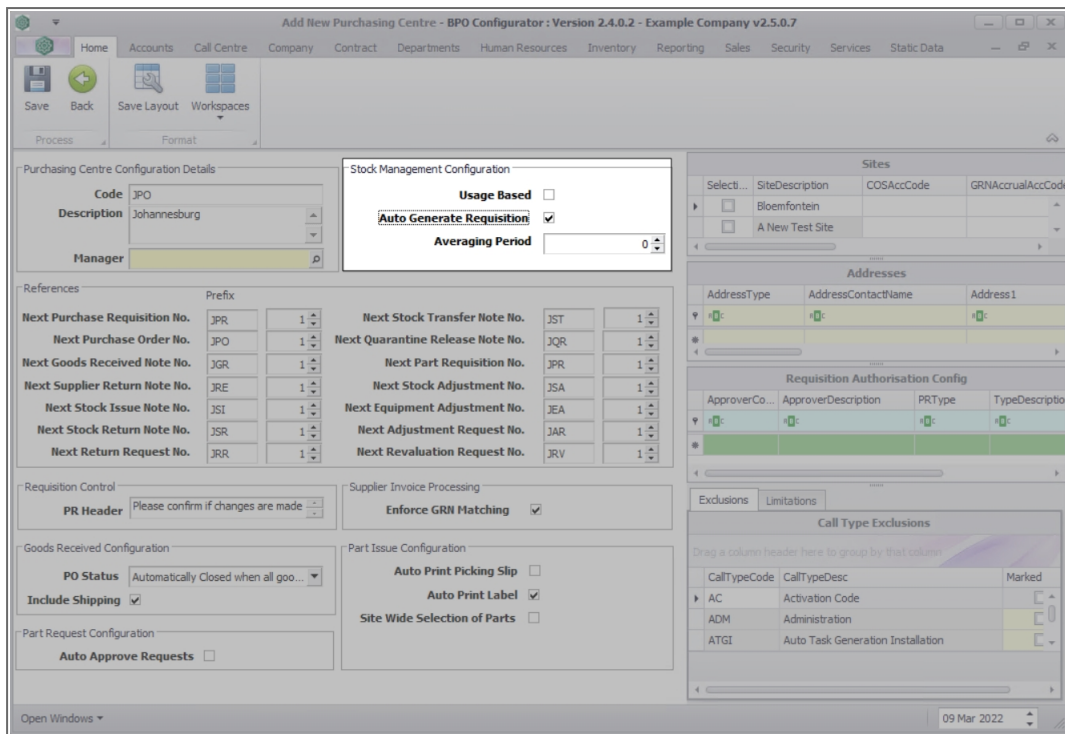 Add New Purchasing Centre - BPO Configurator : Version 2.4.0.2 - Example Company v2.5.0.7
Home Accounts Call Centre Company Contract Departments Human Resources Inventory Reporting Sales Security Services Static Data
Save Back Save Layout Workspaces
Process Format
Purchasing Centre Configuration Details
Code JPO
Description Johannesburg
Manager
Stock Management Configuration
Usage Based
Auto Generate Requisition
Averaging Period 0
References
Prefix
Next Purchase Requisition No. JPR 1
Next Purchase Order No. JPO 1
Next Goods Received Note No. JGR 1
Next Supplier Return Note No. JRE 1
Next Stock Issue Note No. JSI 1
Next Stock Return Note No. JSR 1
Next Return Request No. JRR 1
Next Stock Transfer Note No. JST 1
Next Quarantine Release Note No. JQR 1
Next Part Requisition No. JPR 1
Next Stock Adjustment No. JSA 1
Next Equipment Adjustment No. JEA 1
Next Adjustment Request No. JAR 1
Next Revaluation Request No. JRV 1
Requisition Control
PR Header Please confirm if changes are made
Supplier Invoice Processing
Enforce GRN Matching
Goods Received Configuration
PO Status Automatically Closed when all goo...
Include Shipping
Part Request Configuration
Auto Approve Requests
Part Issue Configuration
Auto Print Picking Slip
Auto Print Label
Site Wide Selection of Parts
Sites
Selecti... SiteDescription COSAccCode GRNAccrualAccCode
Bloemfontein
A New Test Site
Addresses
AddressType AddressContactName Address1
Requisition Authorisation Config
ApproverCo... ApproverDescription PRType TypeDescriptio
Exclusions Limitations
Call Type Exclusions
Drag a column header here to group by that column
CallTypeCode CallTypeDesc Marked
AC Activation Code
ADM Administration
ATGI Auto Task Generation Installation
Open Windows 09 Mar 2022